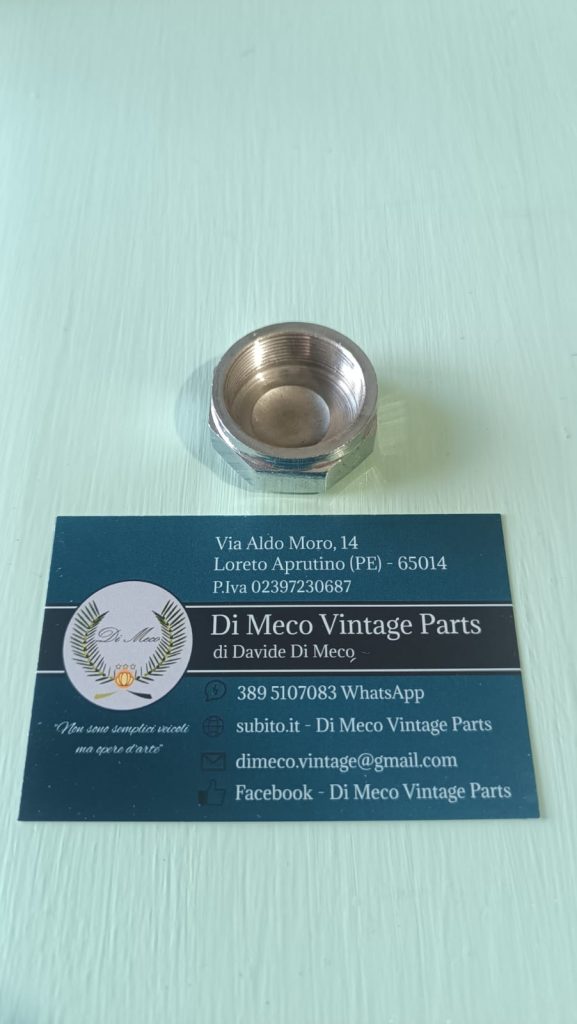 Via Aldo Moro, 14
Loreto Aprutino (PE) - 65014
P.Iva 02397230687
Di Meco
Di Meco Vintage Parts
di Davide Di Meco
"Non sono semplici veicoli
ma opere d'arte"
389 5107083 WhatsApp
subito.it - Di Meco Vintage Parts
dimeco.vintage@gmail.com
Facebook - Di Meco Vintage Parts